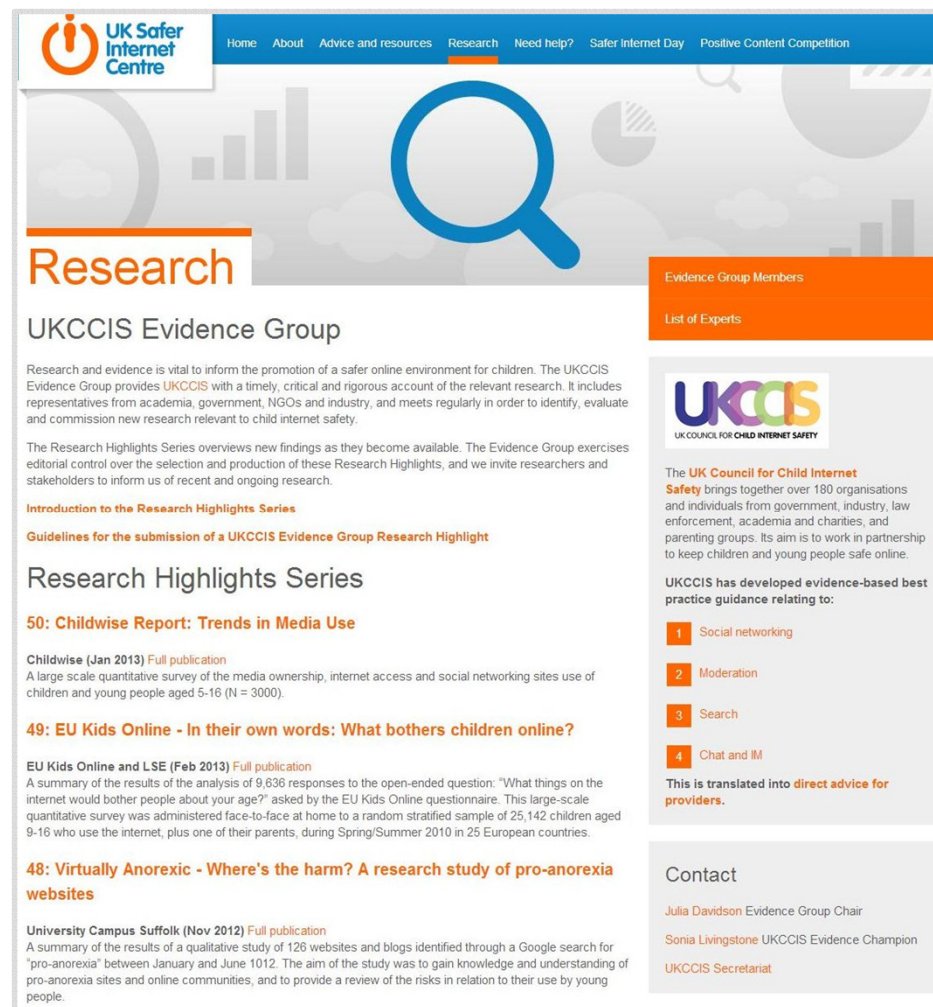 UK Safer
Internet
Centre
Home About Advice and resources Research Need help? Safer Internet Day Positive Content Competition
Research
UKCCIS Evidence Group
Research and evidence is vital to inform the promotion of a safer online environment for children. The UKCCIS
Evidence Group provides UKCCIS with a timely, critical and rigorous account of the relevant research. It includes
representatives from academia, government, NGOs and industry, and meets regularly in order to identify, evaluate
and commission new research relevant to child internet safety.
The Research Highlights Series overviews new findings as they become available. The Evidence Group exercises
editorial control over the selection and production of these Research Highlights, and we invite researchers and
stakeholders to inform us of recent and ongoing research.
Introduction to the Research Highlights Series
Guidelines for the submission of a UKCCIS Evidence Group Research Highlight
Research Highlights Series
50: Childwise Report: Trends in Media Use
Childwise (Jan 2013) Full publication
A large scale quantitative survey of the media ownership, internet access and social networking sites use of
children and young people aged 5-16 (N = 3000).
49: EU Kids Online - In their own words: What bothers children online?
EU Kids Online and LSE (Feb 2013) Full publication
A summary of the results of the analysis of 9,636 responses to the open-ended question: “What things on the
internet would bother people about your age?” asked by the EU Kids Online questionnaire. This large-scale
quantitative survey was administered face-to-face at home to a random stratified sample of 25,142 children aged
9-16 who use the internet, plus one of their parents, during Spring/Summer 2010 in 25 European countries.
48: Virtually Anorexic - Where's the harm? A research study of pro-anorexia
websites
University Campus Suffolk (Nov 2012) Full publication
A summary of the results of a qualitative study of 126 websites and blogs identified through a Google search for
“pro-anorexia” between January and June 1012. The aim of the study was to gain knowledge and understanding of
pro-anorexia sites and online communities, and to provide a review of the risks in relation to their use by young
people.
Evidence Group Members
List of Experts
UKCCIS
UK COUNCIL FOR CHILD INTERNET SAFETY
The UK Council for Child Internet
Safety brings together over 180 organisations
and individuals from government, industry, law
enforcement, academia and charities, and
parenting groups. Its aim is to work in partnership
to keep children and young people safe online.
UKCCIS has developed evidence-based best
practice guidance relating to:
1 Social networking
2 Moderation
3 Search
4 Chat and IM
This is translated into direct advice for
providers.
Contact
Julia Davidson Evidence Group Chair
Sonia Livingstone UKCCIS Evidence Champion
UKCCIS Secretariat